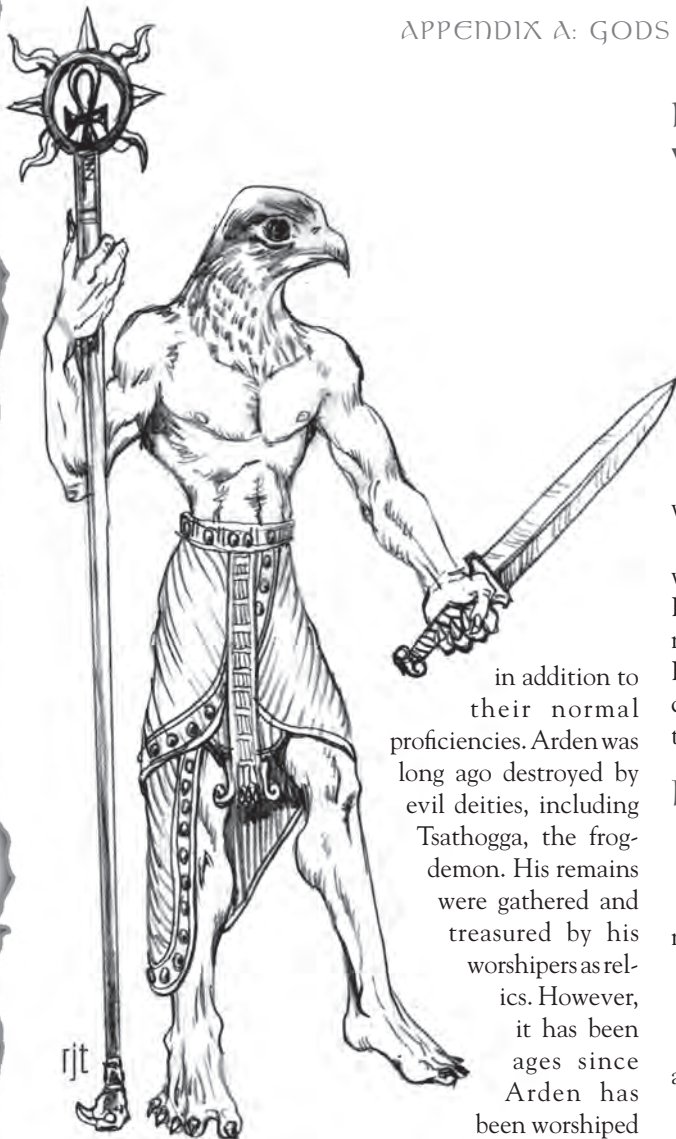 APPENDIX A: GODS
in addition to
their normal
proficiencies. Arden was
long ago destroyed by
evil deities, including
Tsathogga, the frog-
demon. His remains
were gathered and
treasured by his
worshipers as rel-
ics. However,
it has been
ages since
Arden has
been worshiped
rjt